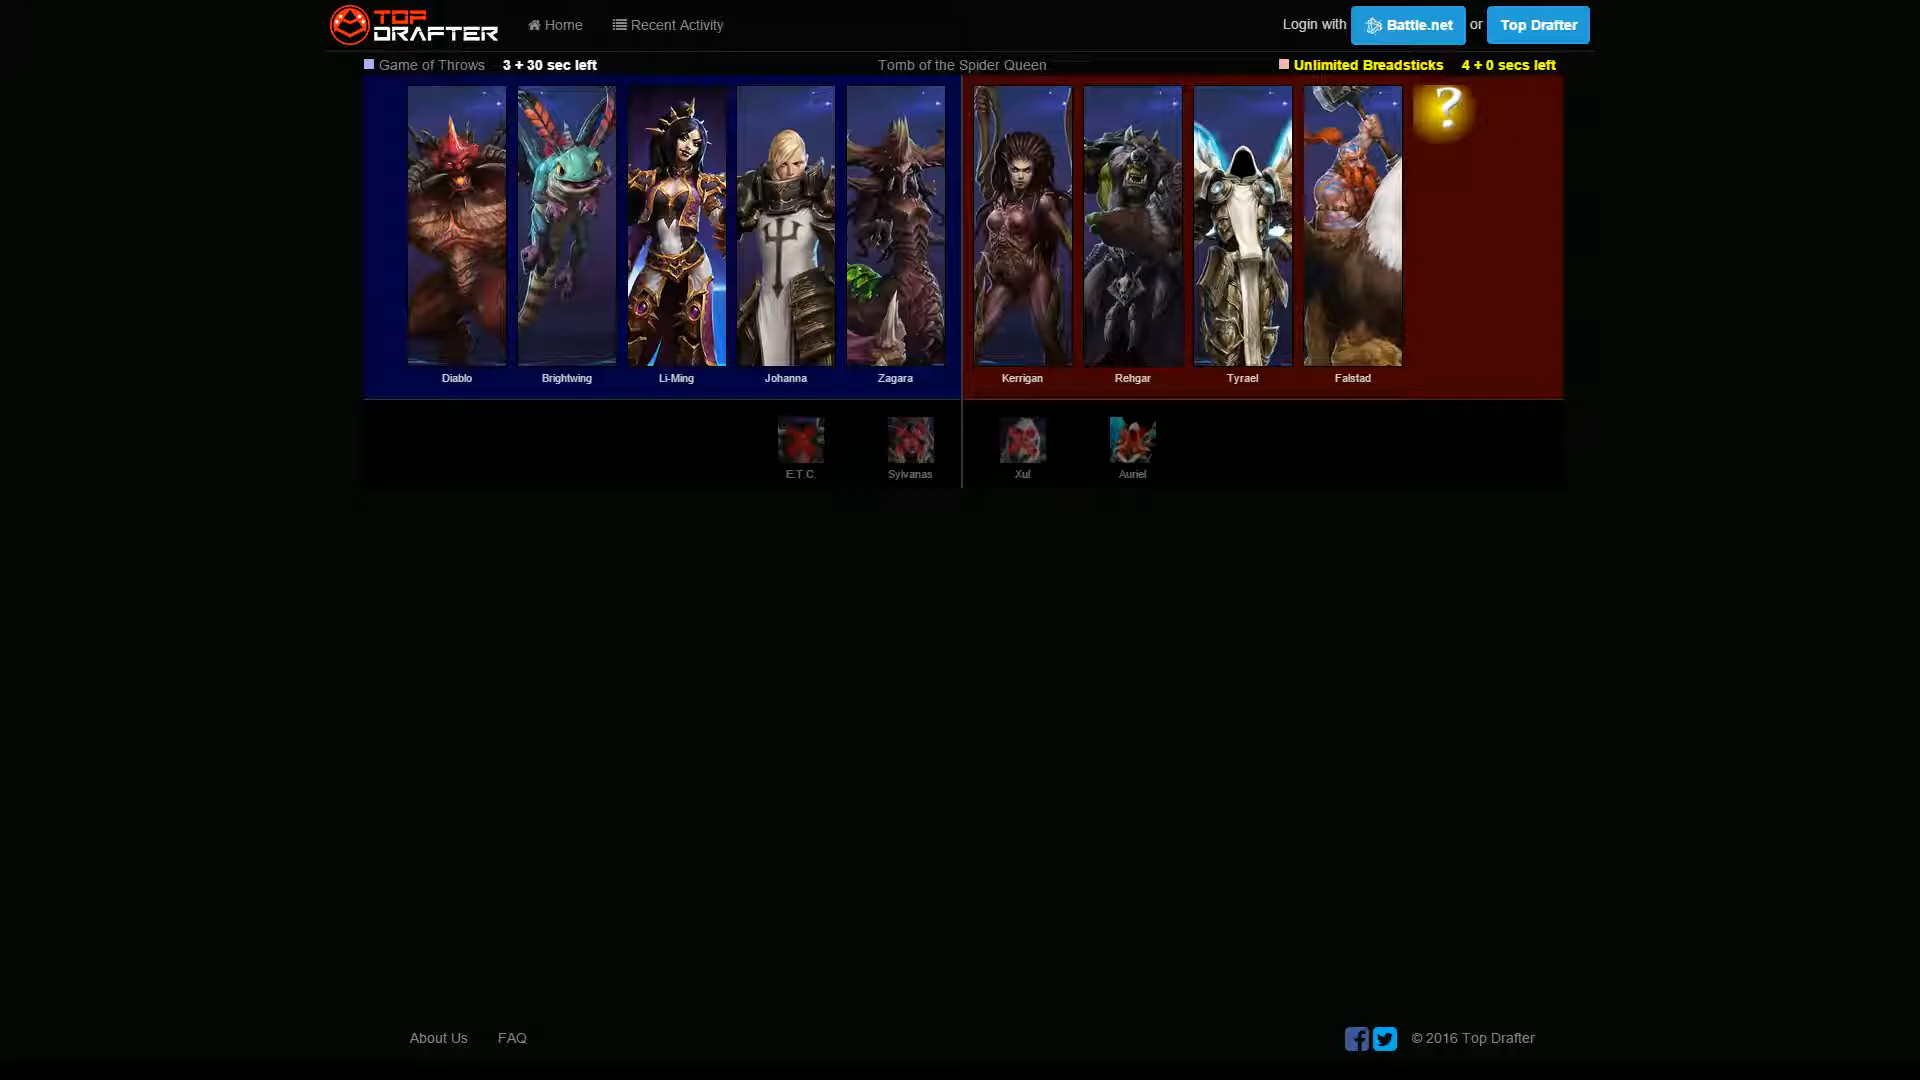 TOP DRAFTER
Home
Recent Activity
Login with Battle.net or Top Drafter
Game of Throws 3 + 30 sec left
Tomb of the Spider Queen
Unlimited Breadsticks 4 + 0 secs left
?
Diablo Brightwing Li-Ming Johanna Zagara Kerrigan Rehgar Tyrael Falstad
E.T.C. Sylvanas Xul Auriel
About Us FAQ
© 2016 Top Drafter